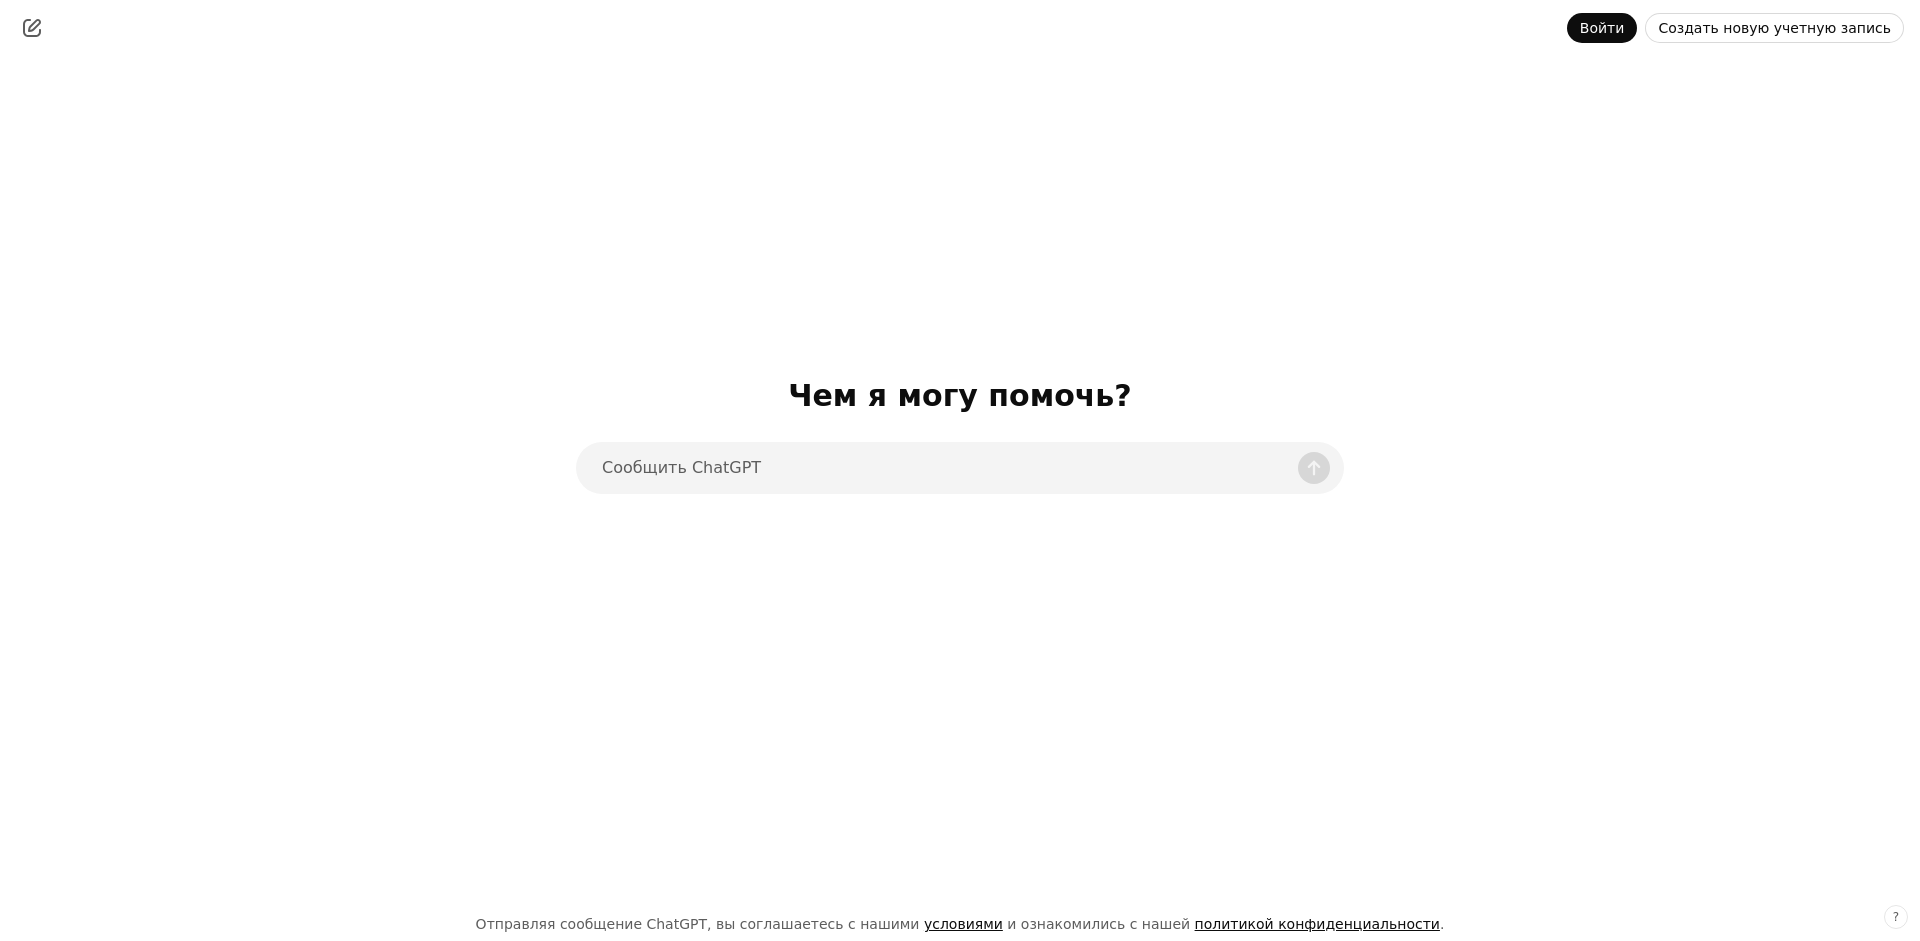 Войти
Создать новую учетную запись
Чем я могу помочь?
Сообщить ChatGPT
Отправляя сообщение ChatGPT, вы соглашаетесь с нашими условиями и ознакомились с нашей политикой конфиденциальности.
?